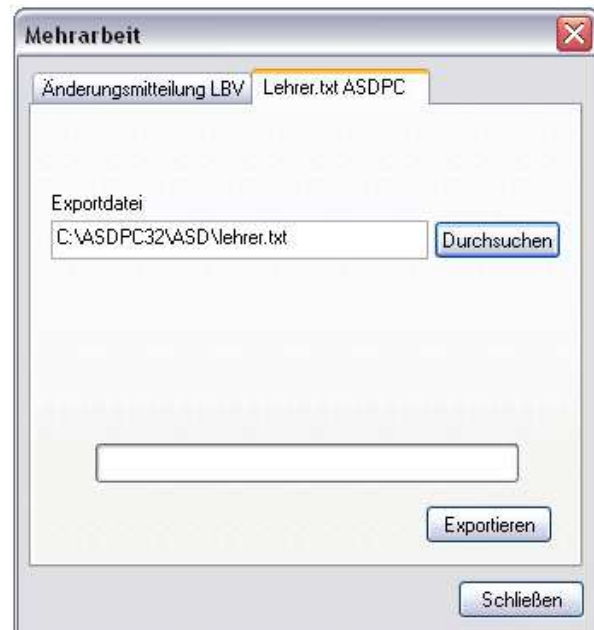 Mehrarbeit
Änderungsmitteilung LBV
Lehrer.txt ASDPC
Exportdatei
C:\ASDPC32\ASD\lehrer.txt
Durchsuchen
Exportieren
Schließen